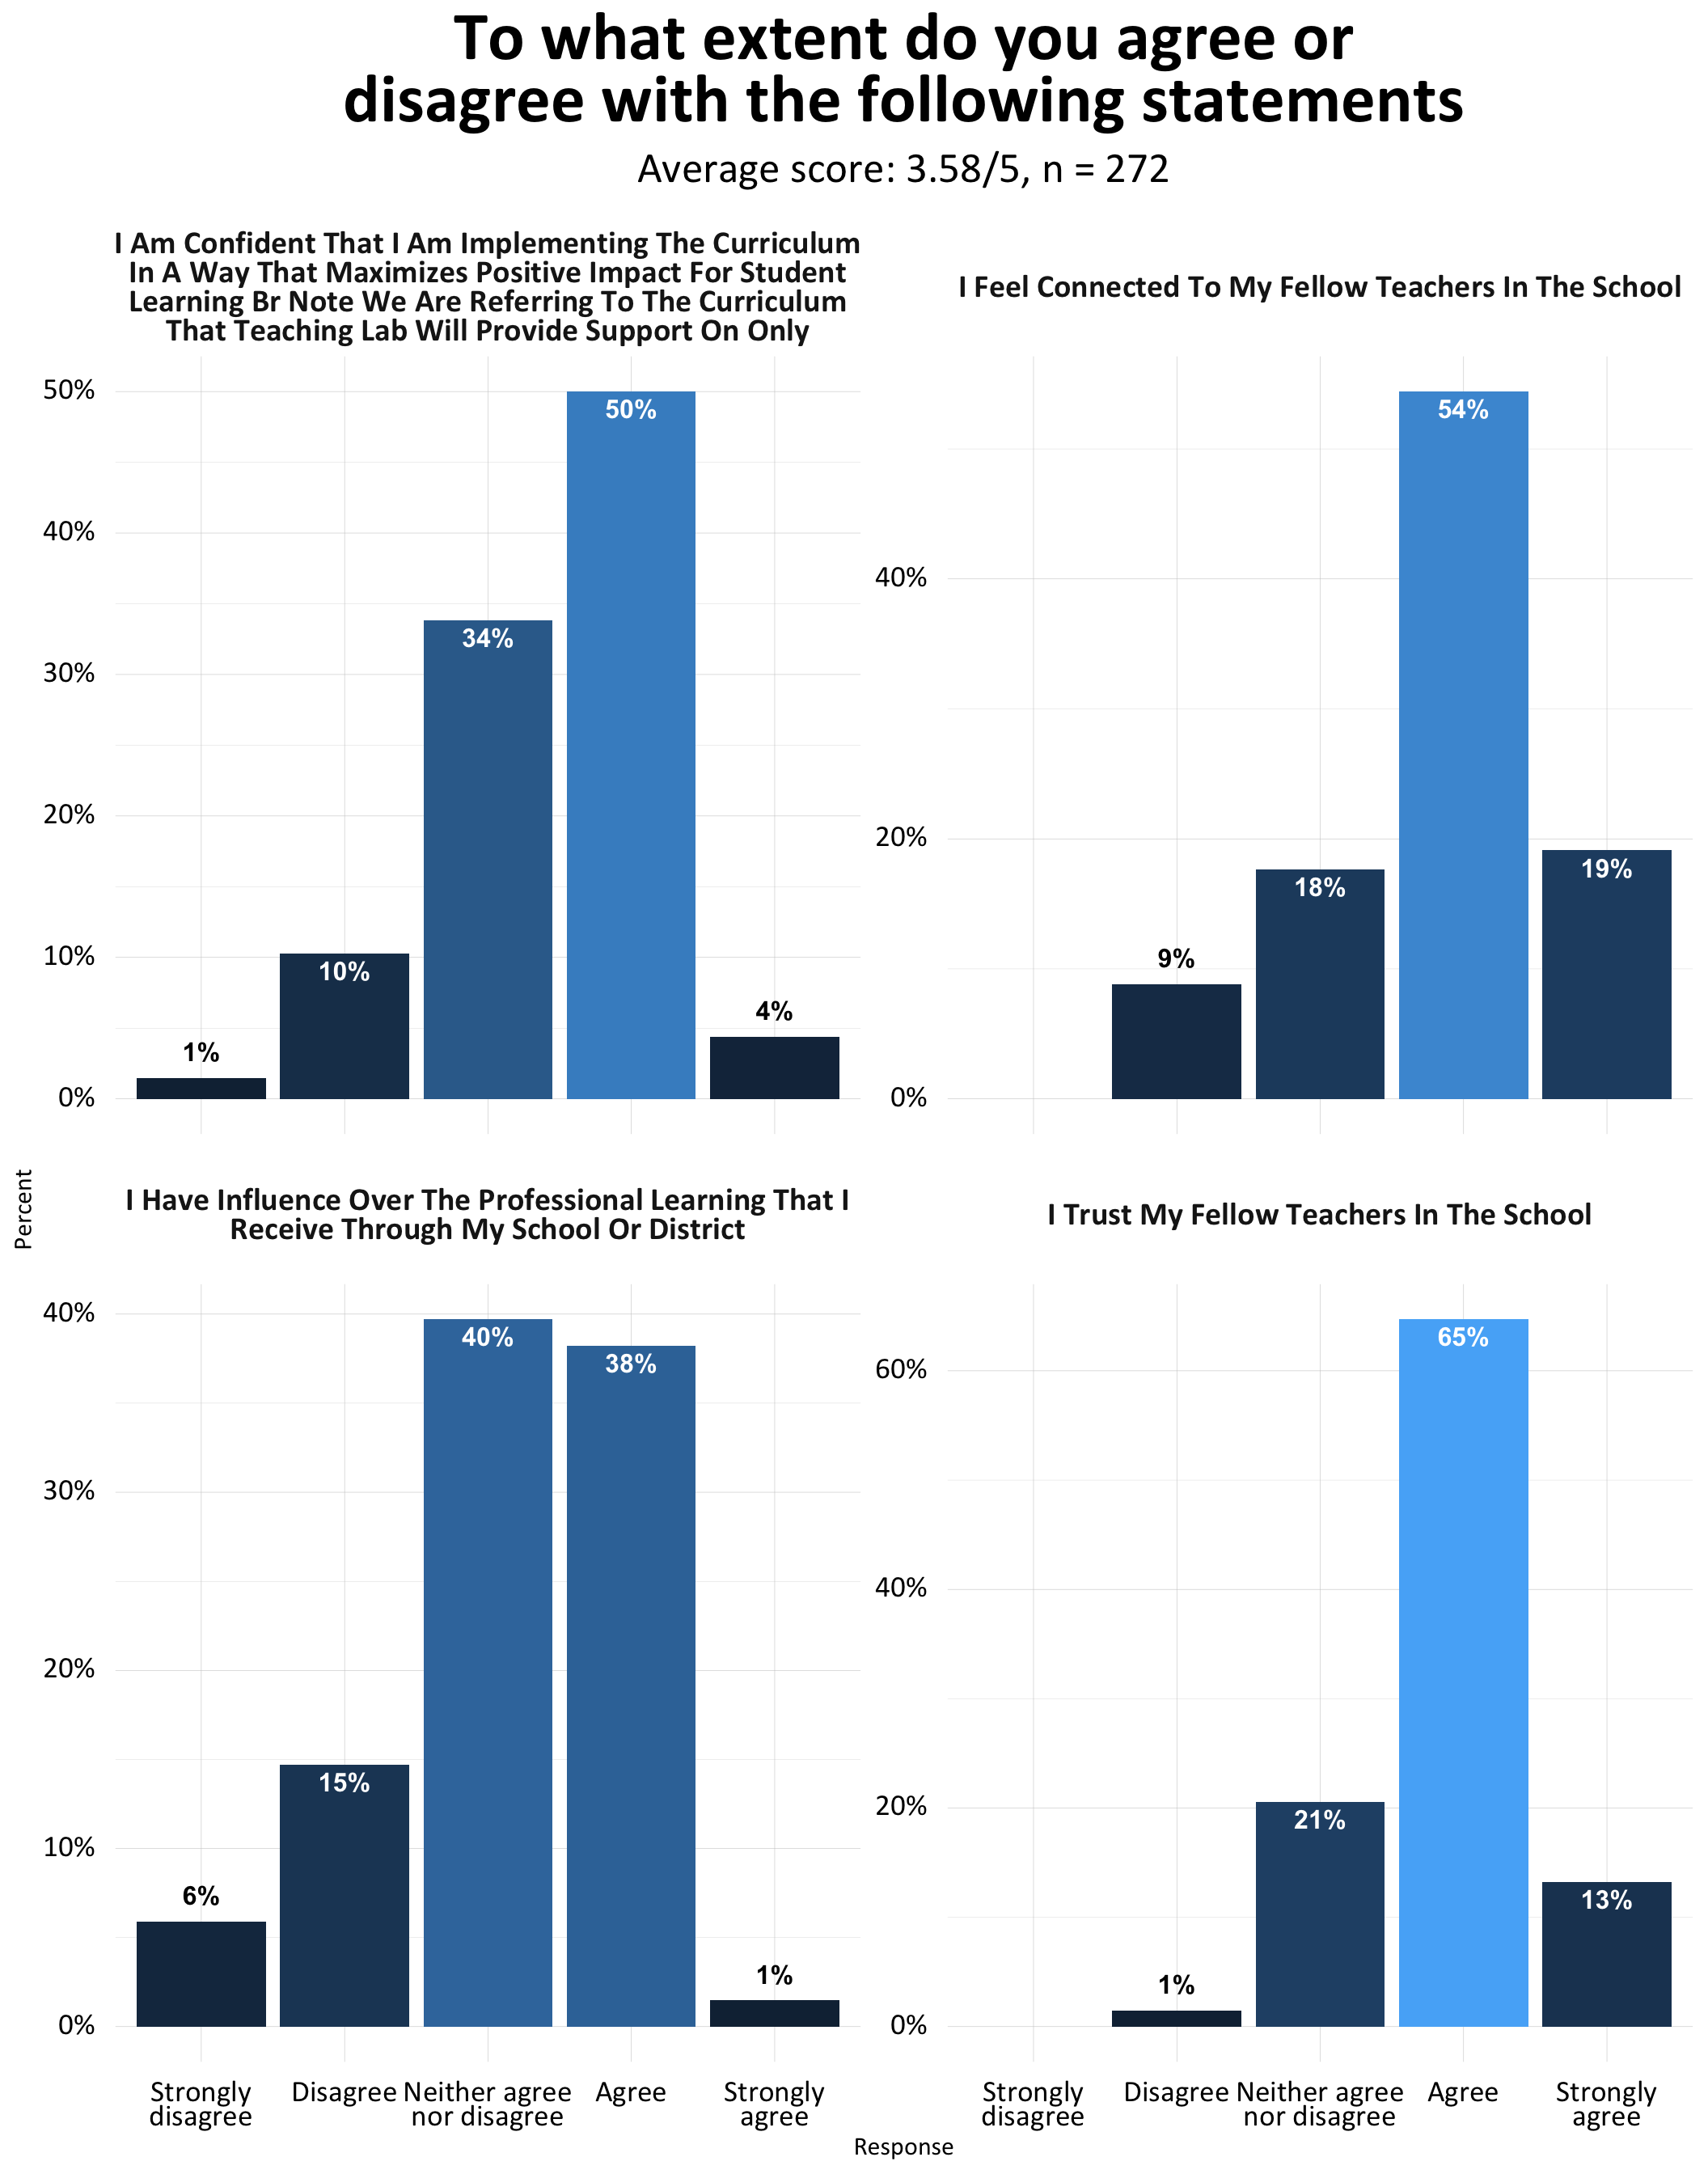 To what extent do you agree or
disagree with the following statements
Average score: 3.58/5, n = 272
I Am Confident That I Am Implementing The Curriculum
In A Way That Maximizes Positive Impact For Student
Learning Br Note We Are Referring To The Curriculum
That Teaching Lab Will Provide Support On Only
50%
40%
30%
20%
10%
0%
1%
10%
34%
50%
4%
I Feel Connected To My Fellow Teachers In The School
40%
20%
0%
9%
18%
54%
19%
Percent
I Have Influence Over The Professional Learning That I
Receive Through My School Or District
40%
30%
20%
10%
0%
6%
15%
40%
38%
1%
Strongly
disagree
Disagree
Neither agree
nor disagree
Agree
Strongly
agree
I Trust My Fellow Teachers In The School
60%
40%
20%
0%
1%
21%
65%
13%
Strongly
disagree
Disagree
Neither agree
nor disagree
Agree
Strongly
agree
Response